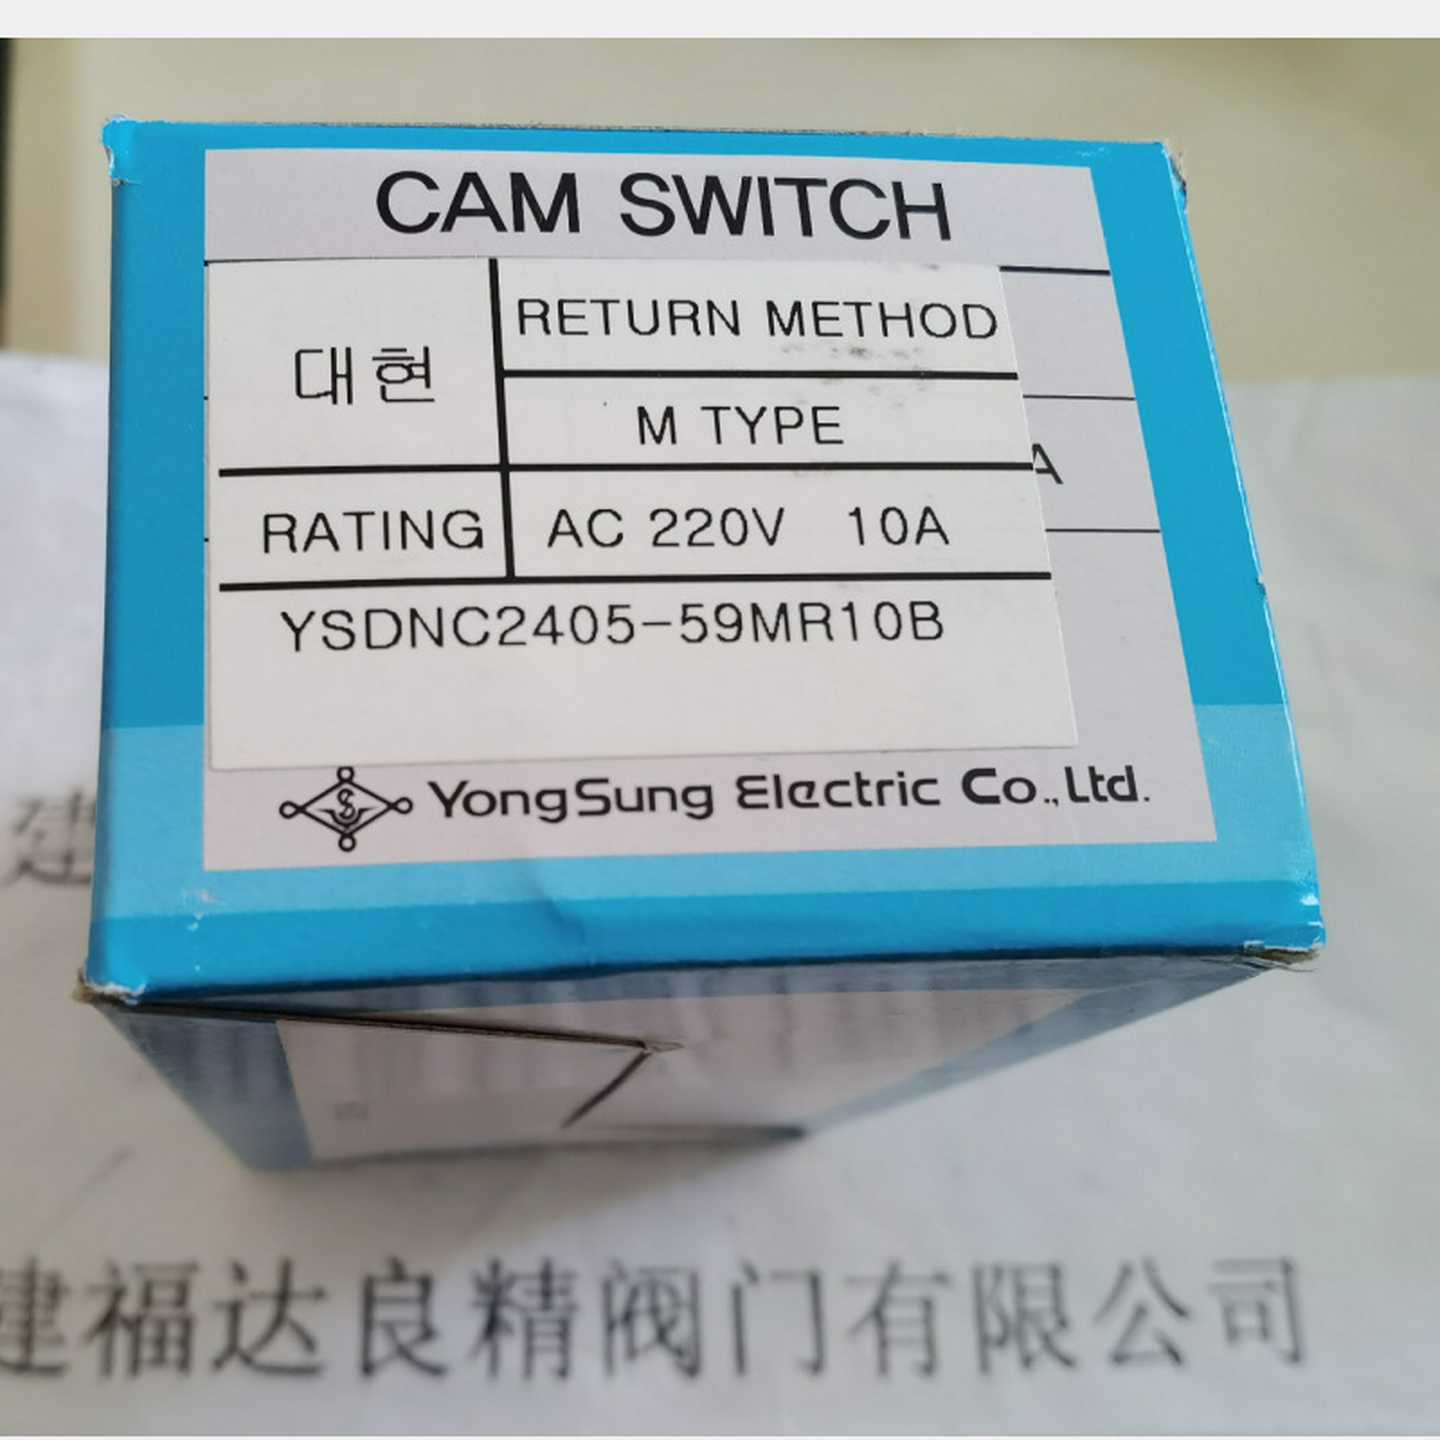 CAM SWITCH
대현
RETURN METHOD
M TYPE
A
RATING
AC 220V 10A
YSDNC2405-59MR10B
YongSung Electric Co., Ltd.
建
建福达良精阀门有限公司